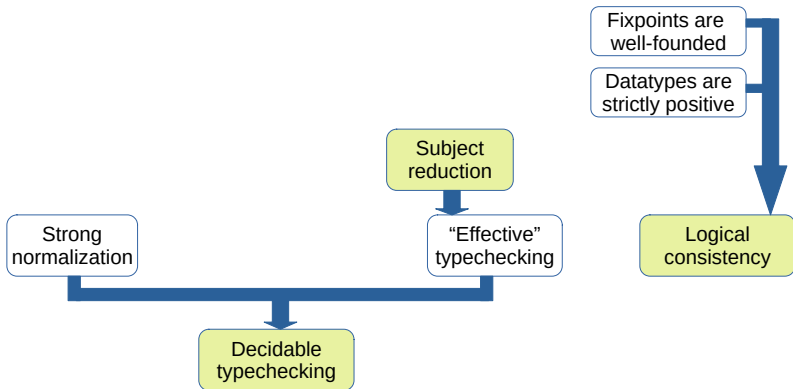 Fixpoints are
well-founded
Datatypes are
strictly positive
Subject
reduction
Strong
normalization
“Effective”
typechecking
Logical
consistency
Decidable
typechecking